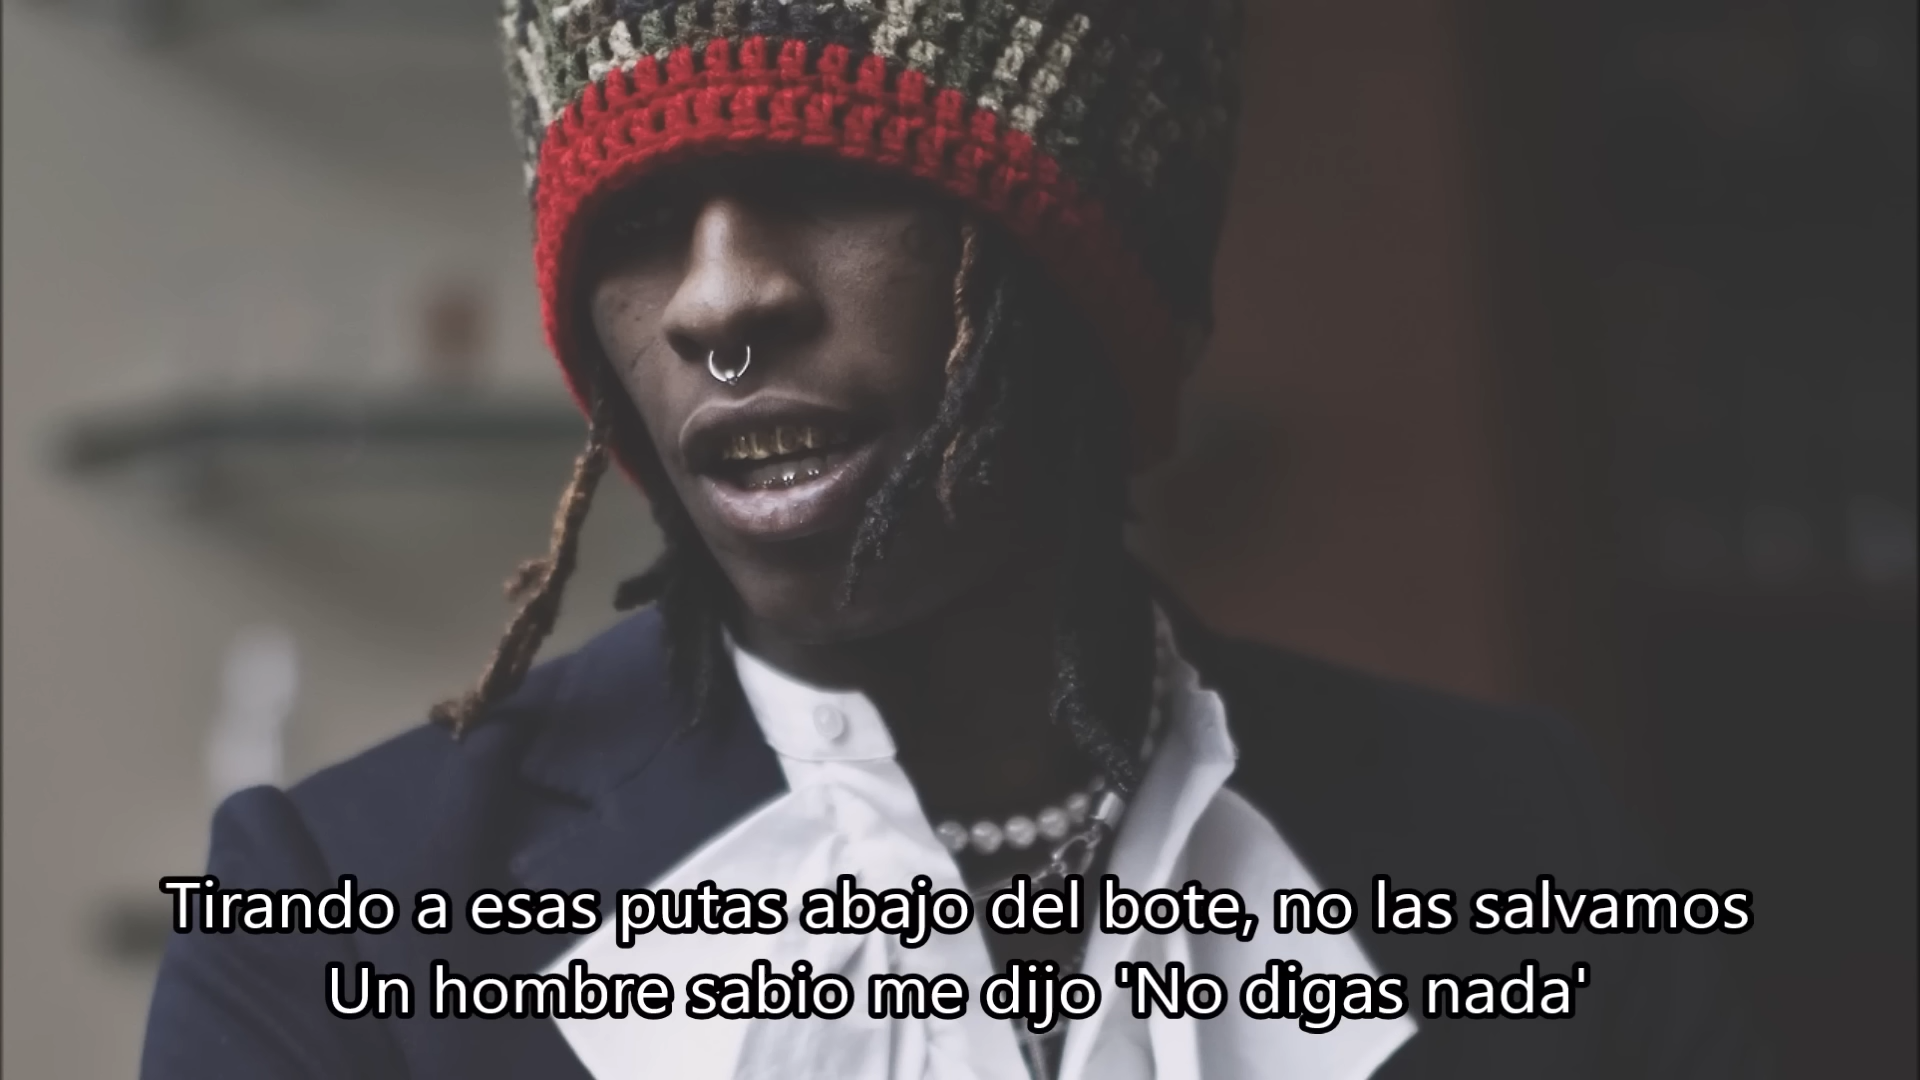 Tirando a esas putas abajo del bote, no las salvamos
Un hombre sabio me dijo 'No digas nada'